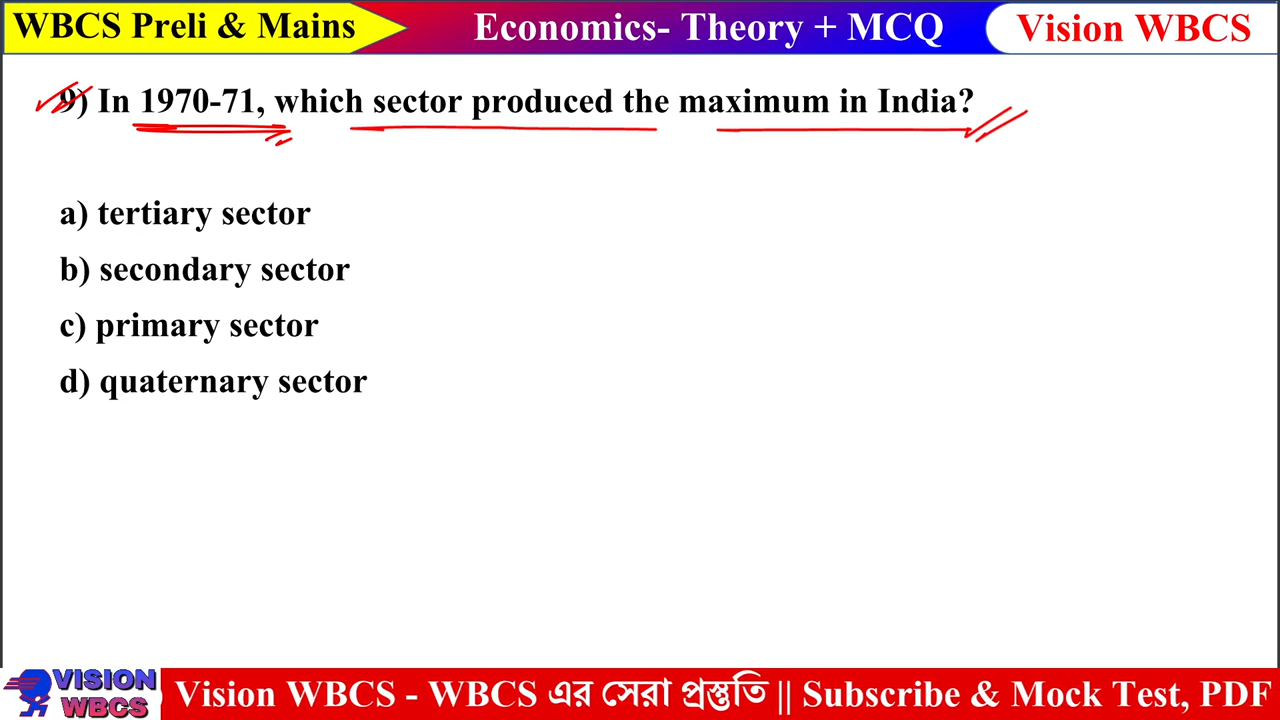 WBCS Preli & Mains
Economics- Theory + MCQ
Vision WBCS
9) In 1970-71, which sector produced the maximum in India?
a) tertiary sector
b) secondary sector
c) primary sector
d) quaternary sector
VISION
WBCS
Vision WBCS - WBCS এর সেরা প্রস্তুতি || Subscribe & Mock Test, PDF